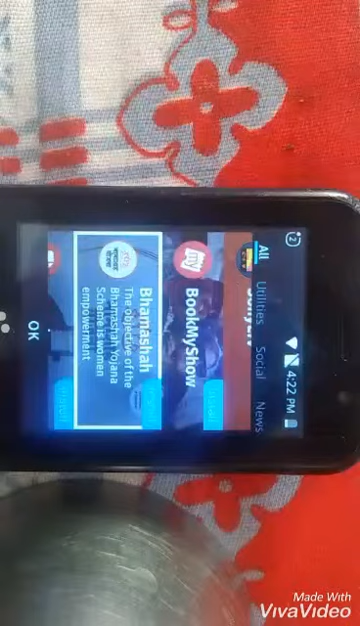 2
4:22 PM
All Utilities Social News
BookMyShow
Bhamashah
The objective of the
Bhamashah Yojana
Scheme is women
empowerment
OK
Made With
VivaVideo